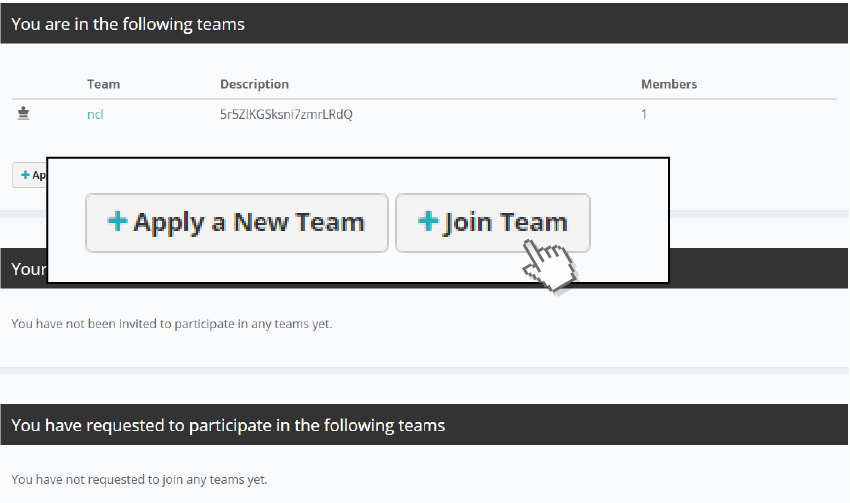 You are in the following teams
Team Description Members
ncl 5r5ZlKGSksni7zmrLRdQ 1
+ Ap
+ Apply a New Team + Join Team
Your
You have not been invited to participate in any teams yet.
You have requested to participate in the following teams
You have not requested to join any teams yet.